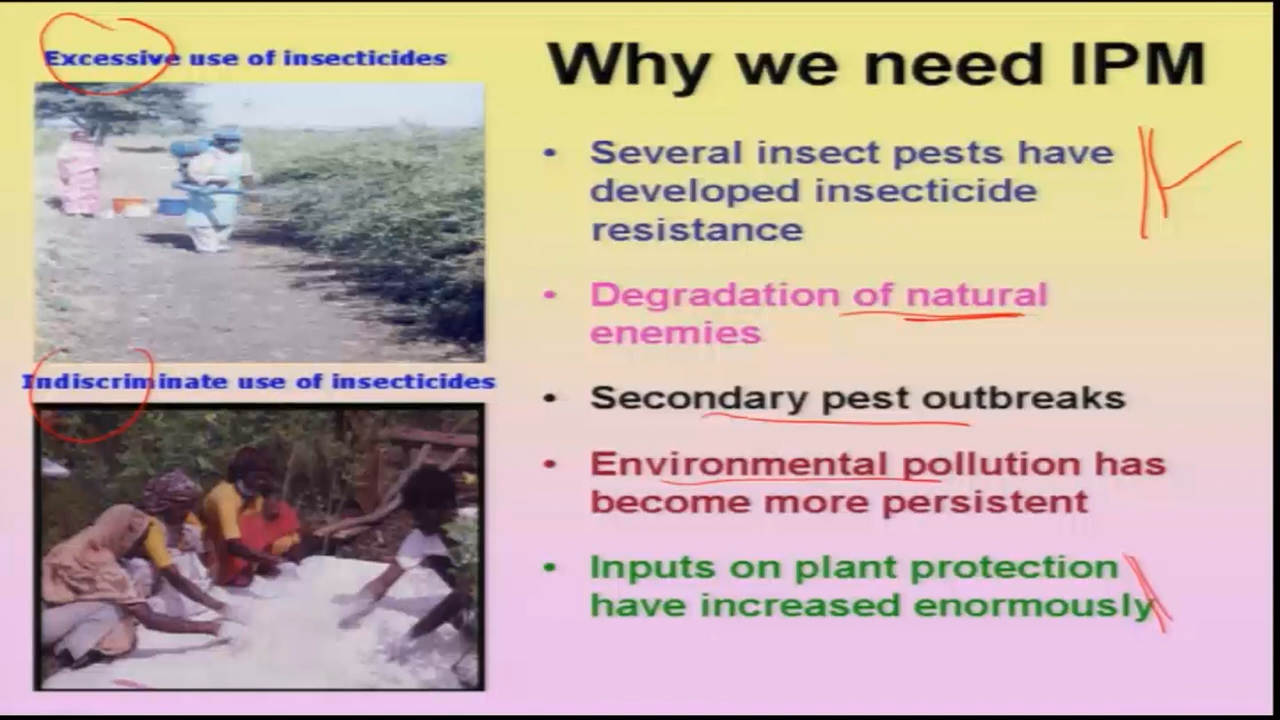 Excessive use of insecticides
Indiscriminate use of insecticides
Why we need IPM
• Several insect pests have
developed insecticide
resistance
• Degradation of natural
enemies
• Secondary pest outbreaks
• Environmental pollution has
become more persistent
• Inputs on plant protection
have increased enormously